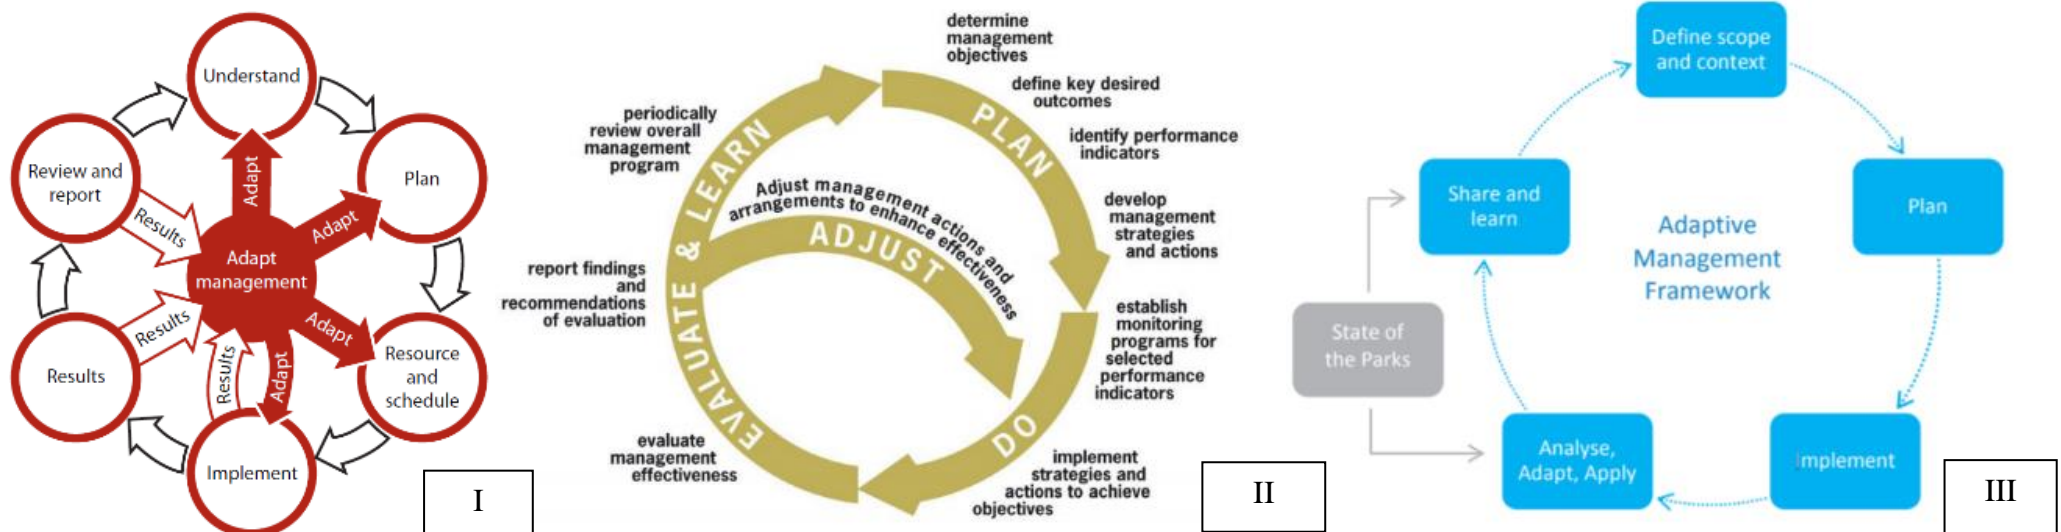 Understand
Plan
Resource
and
schedule
Implement
Results
Review and
report
Adapt
management
Adapt
Adapt
Adapt
Adapt
Results
Results
Results
I
determine
management
objectives
define key desired
outcomes
identify performance
indicators
develop
management
strategies
and actions
establish
monitoring
programs for
selected
performance
indicators
implement
strategies and
actions to achieve
objectives
evaluate
management
effectiveness
report findings
and
recommendations
of evaluation
periodically
review overall
management
program
PLAN
DO
EVALUATE & LEARN
Adjust management actions and
arrangements to enhance effectiveness
ADJUST
II
Define scope
and context
Plan
Implement
Analyse,
Adapt, Apply
Share and
learn
State of
the Parks
Adaptive
Management
Framework
III